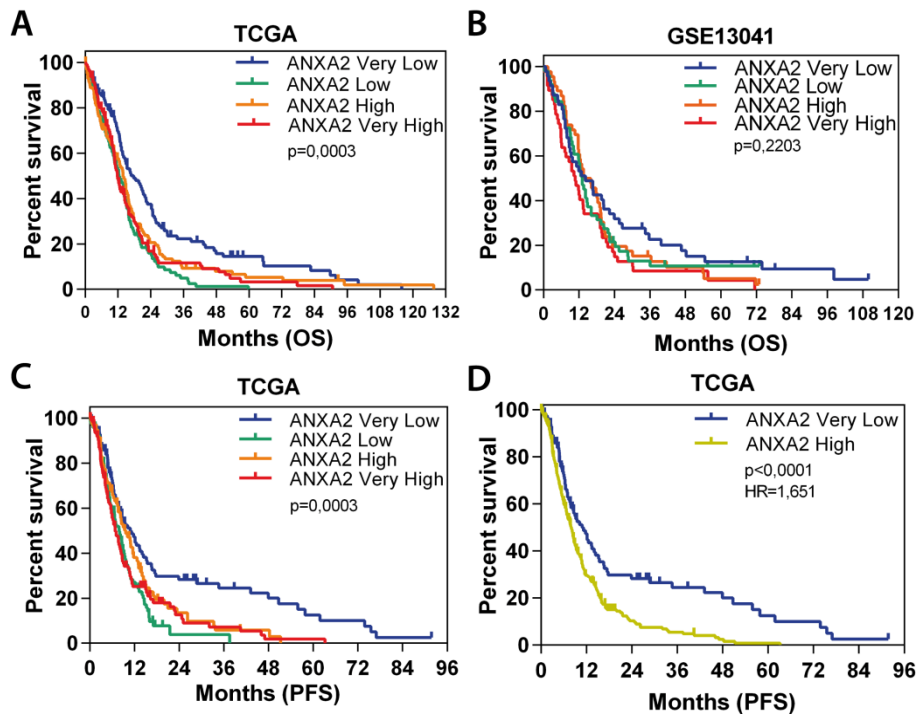 A
TCGA
Percent survival
100
80
60
40
20
0
ANXA2 Very Low
ANXA2 Low
ANXA2 High
ANXA2 Very High
p=0,0003
0 12 24 36 48 60 72 84 96 108 120 132
Months (OS)
B
GSE13041
Percent survival
100
80
60
40
20
0
ANXA2 Very Low
ANXA2 Low
ANXA2 High
ANXA2 Very High
p=0,2203
0 12 24 36 48 60 72 84 96 108 120
Months (OS)
C
TCGA
Percent survival
100
80
60
40
20
0
ANXA2 Very Low
ANXA2 Low
ANXA2 High
ANXA2 Very High
p=0,0003
0 12 24 36 48 60 72 84 96
Months (PFS)
D
TCGA
Percent survival
100
80
60
40
20
0
ANXA2 Very Low
ANXA2 High
p<0,0001
HR=1,651
0 12 24 36 48 60 72 84 96
Months (PFS)